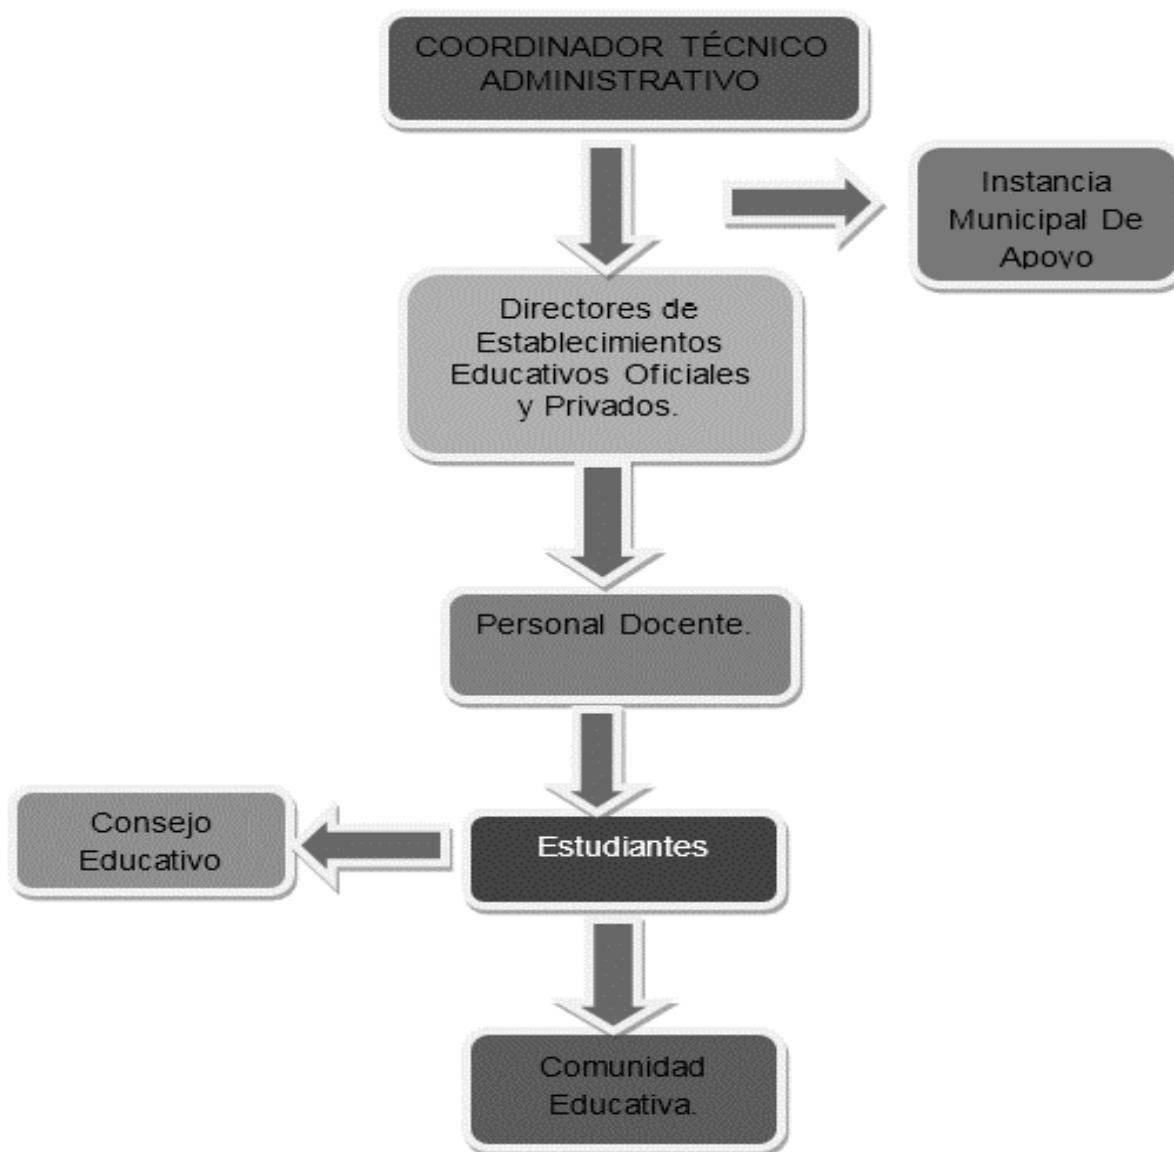 COORDINADOR TÉCNICO
ADMINISTRATIVO
Instancia
Municipal De
Apoyo
Directores de
Establecimientos
Educativos Oficiales
y Privados.
Personal Docente.
Consejo
Educativo
Estudiantes
Comunidad
Educativa.